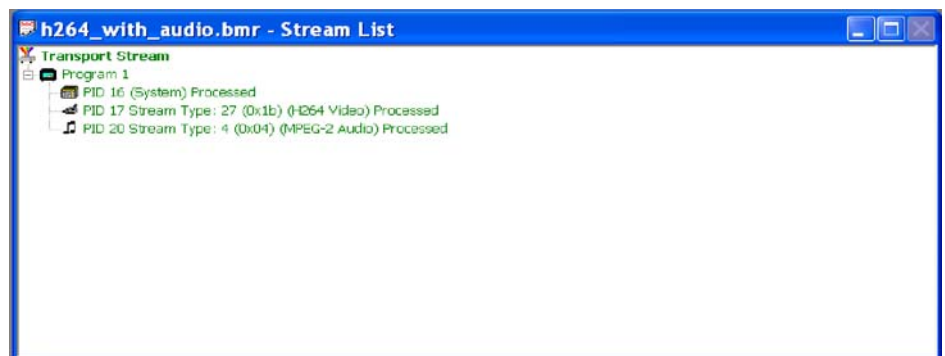 h264_with_audio.bmr - Stream List
Transport Stream
Program 1
PID 16 (System) Processed
PID 17 Stream Type: 27 (0x1b) (H264 Video) Processed
PID 20 Stream Type: 4 (0x04) (MPEG-2 Audio) Processed